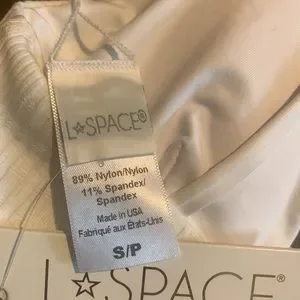 L☆SPACE®
89% Nylon/Nylon
11% Spandex/
Spandex
Made in USA
Fabriqué aux États-Unis
S/P
L☆SPACE®